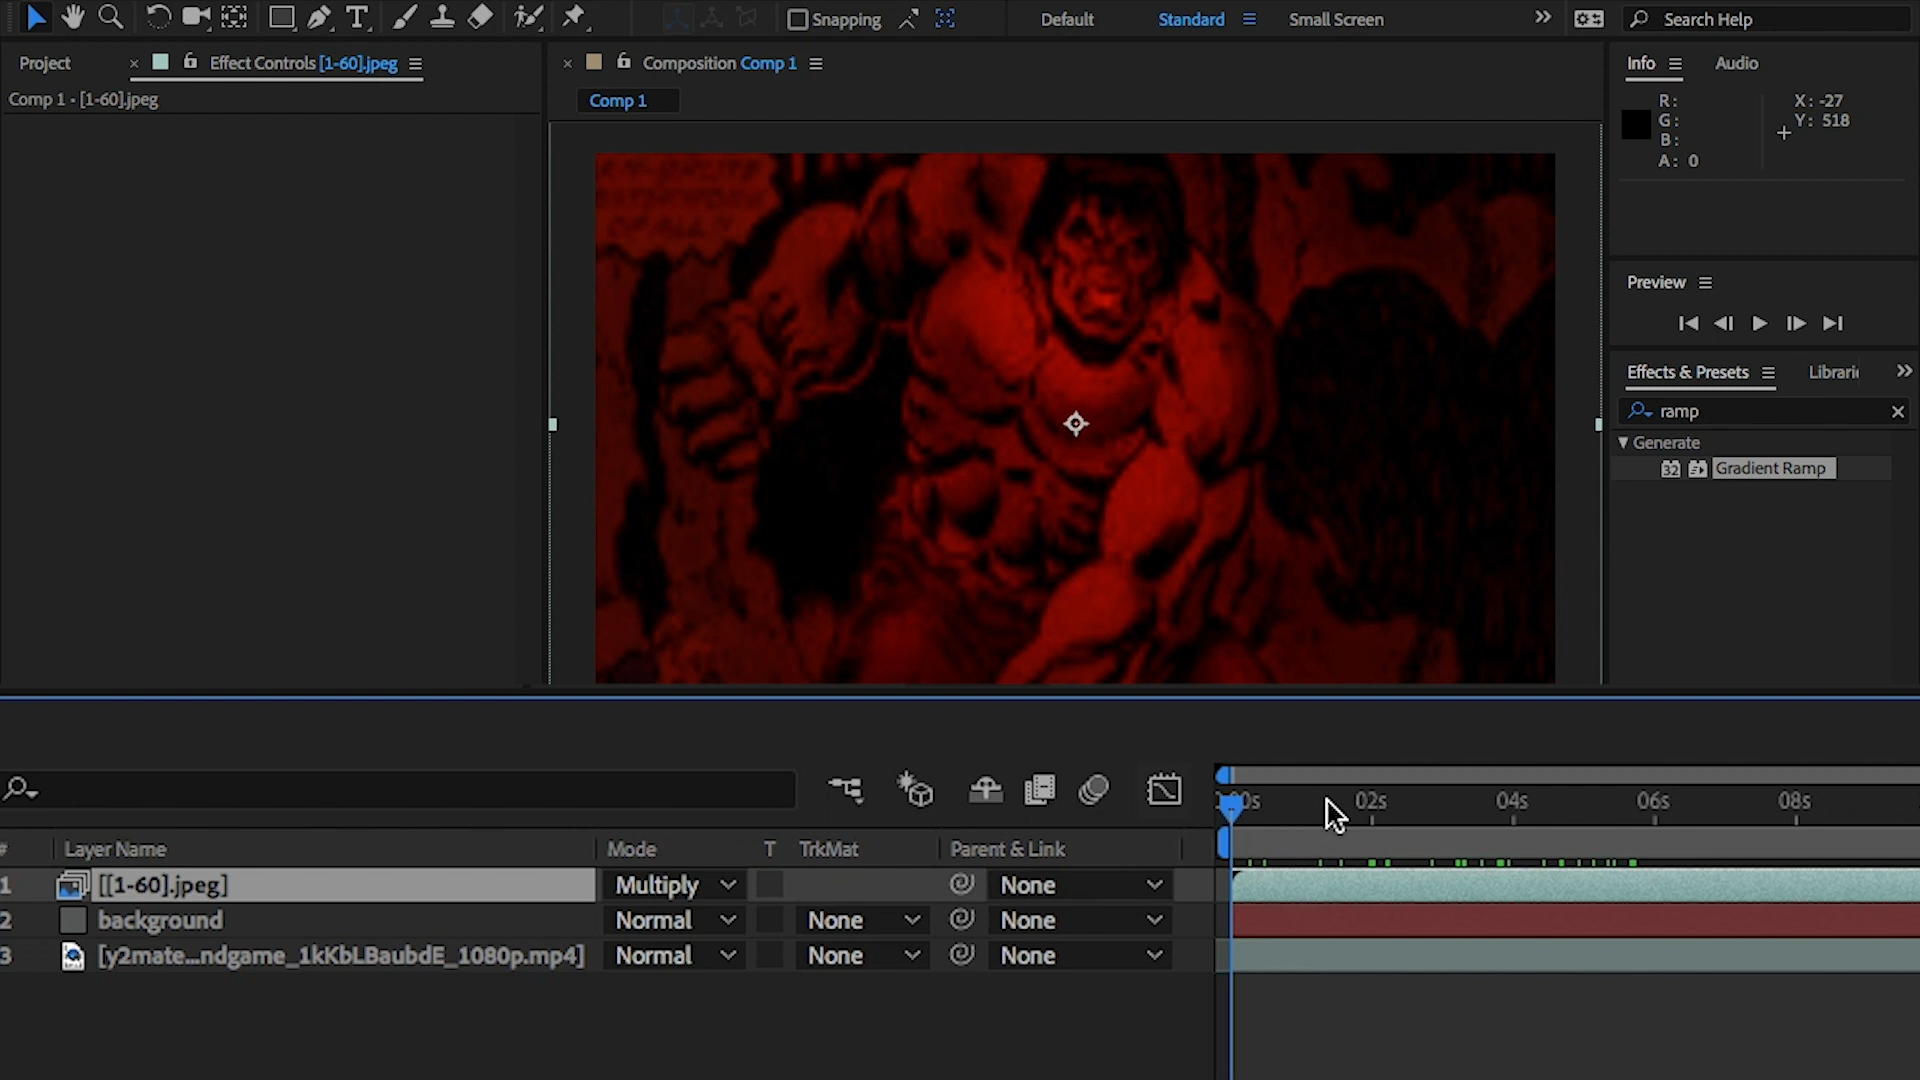 Snapping
Default
Standard
Small Screen
Search Help
Project
Effect Controls [1-60].jpeg
Composition Comp 1
Info
Audio
Comp 1 • [1-60].jpeg
Comp 1
R:
G:
B:
A: 0
X: -27
Y: 518
Preview
Effects & Presets
Librari
ramp
Generate
32
Gradient Ramp
02s
04s
06s
08s
#
Layer Name
Mode
T
TrkMat
Parent & Link
1
[[1-60].jpeg]
Multiply
None
2
background
Normal
None
None
3
[y2mate...ndgame_1kKbLBaubdE_1080p.mp4]
Normal
None
None